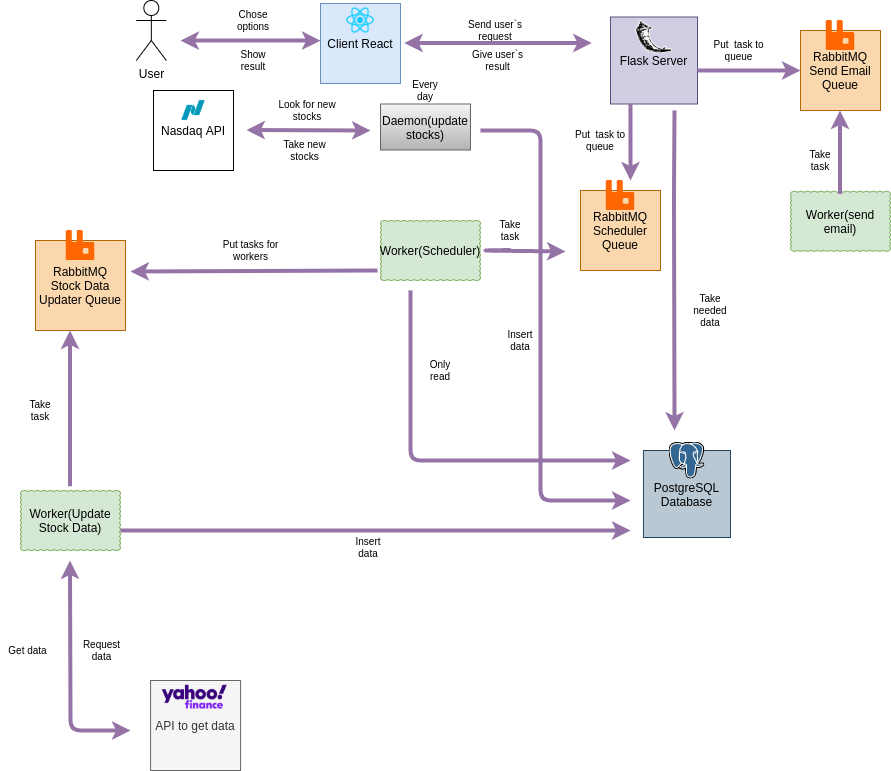 Chose
options
Show
result
User
Client React
Send user`s
request
Give user`s
result
Flask Server
Put task to
queue
RabbitMQ
Send Email
Queue
Every
day
Nasdaq API
Look for new
stocks
Take new
stocks
Daemon(update
stocks)
Put task to
queue
Take
task
Worker(send
email)
RabbitMQ
Scheduler
Queue
Take
task
Worker(Scheduler)
Put tasks for
workers
RabbitMQ
Stock Data
Updater Queue
Take
needed
data
Insert
data
Only
read
Take
task
PostgreSQL
Database
Worker(Update
Stock Data)
Insert
data
Get data
Request
data
yahoo!
finance
API to get data